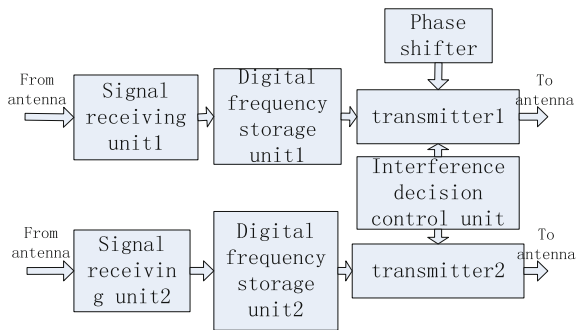 Phase
shifter
From
antenna
Signal
receiving
unit1
Digital
frequency
storage
unit1
transmitter1
To
antenna
Interference
decision
control unit
From
antenna
Signal
receivin
g unit2
Digital
frequency
storage
unit2
transmitter2
To
antenna